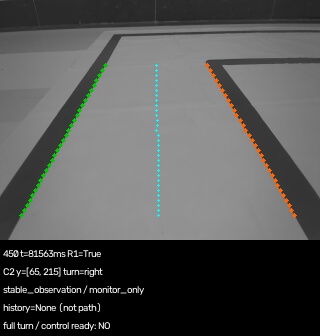 450 t=81563ms R1=True
C2 y=[65, 215] turn=right
stable_observation / monitor_only
history=None (not path)
full turn / control ready: NO